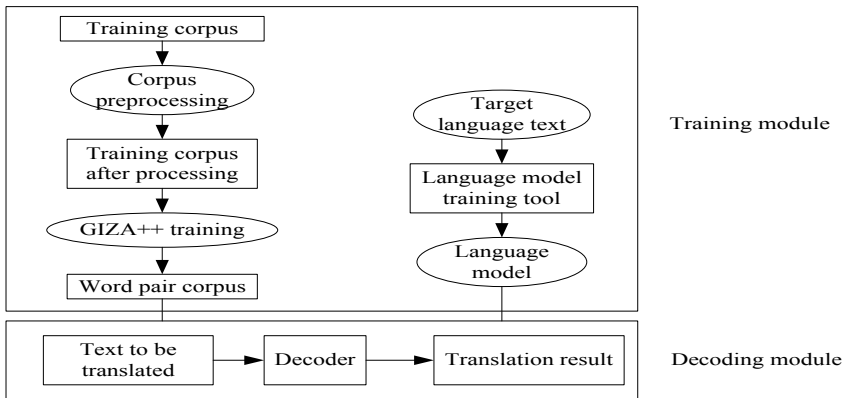 Training corpus
Corpus
preprocessing
Training corpus
after processing
GIZA++ training
Word pair corpus
Target
language text
Language model
training tool
Language
model
Training module
Text to be
translated
Decoder
Translation result
Decoding module